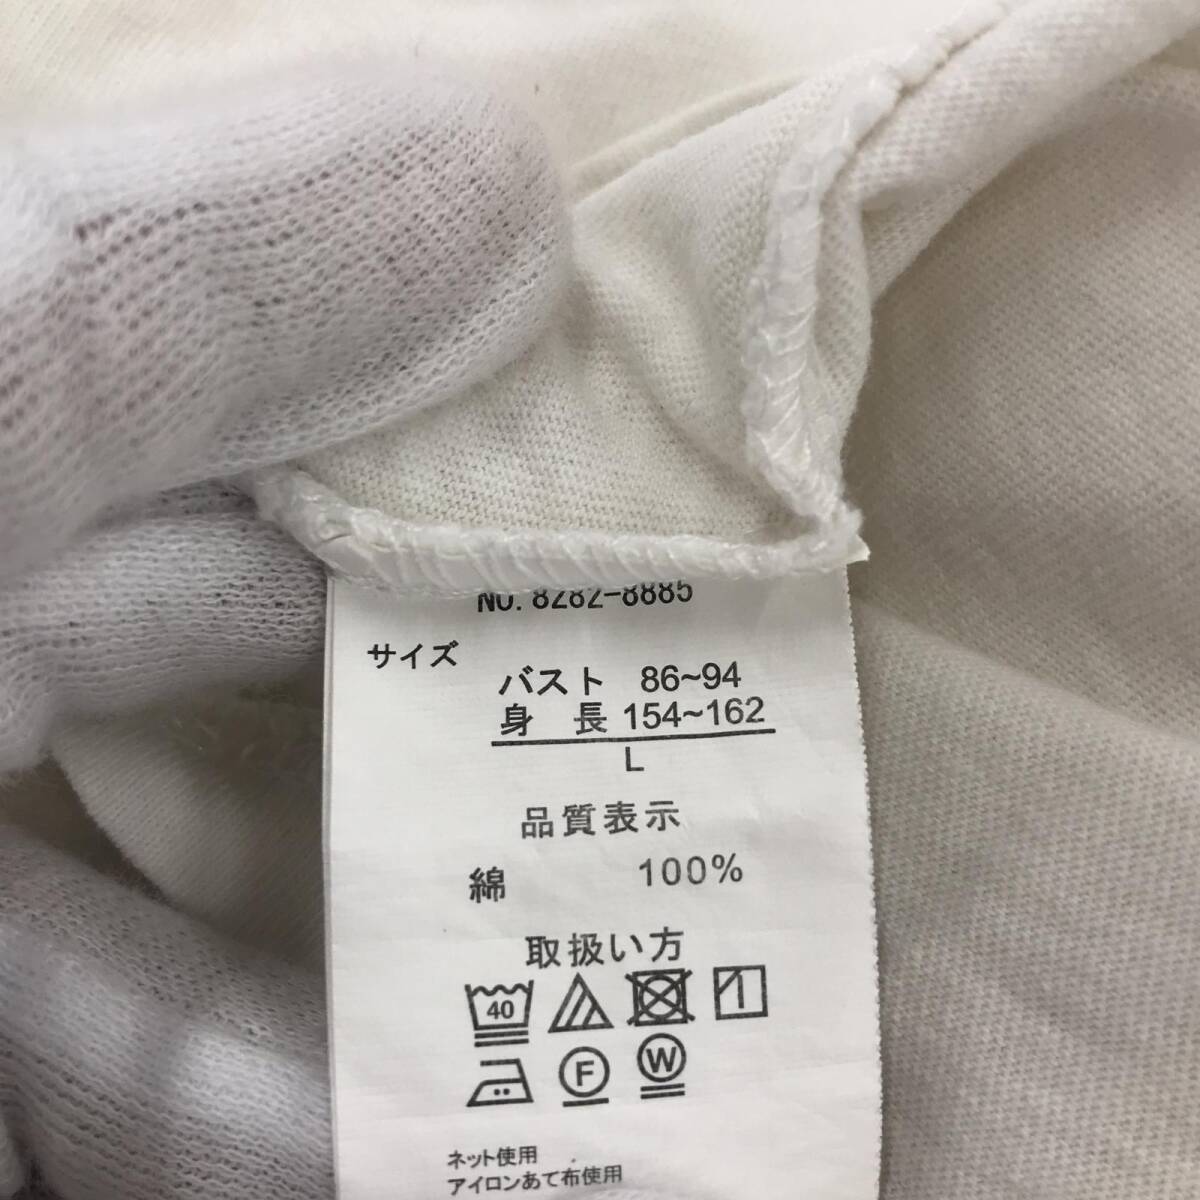 NO. 8282-8885
サイズ
バスト 86~94
身 長 154~162
L
品質表示
綿 100%
取扱い方
40
F W
ネット使用
アイロンあて布使用